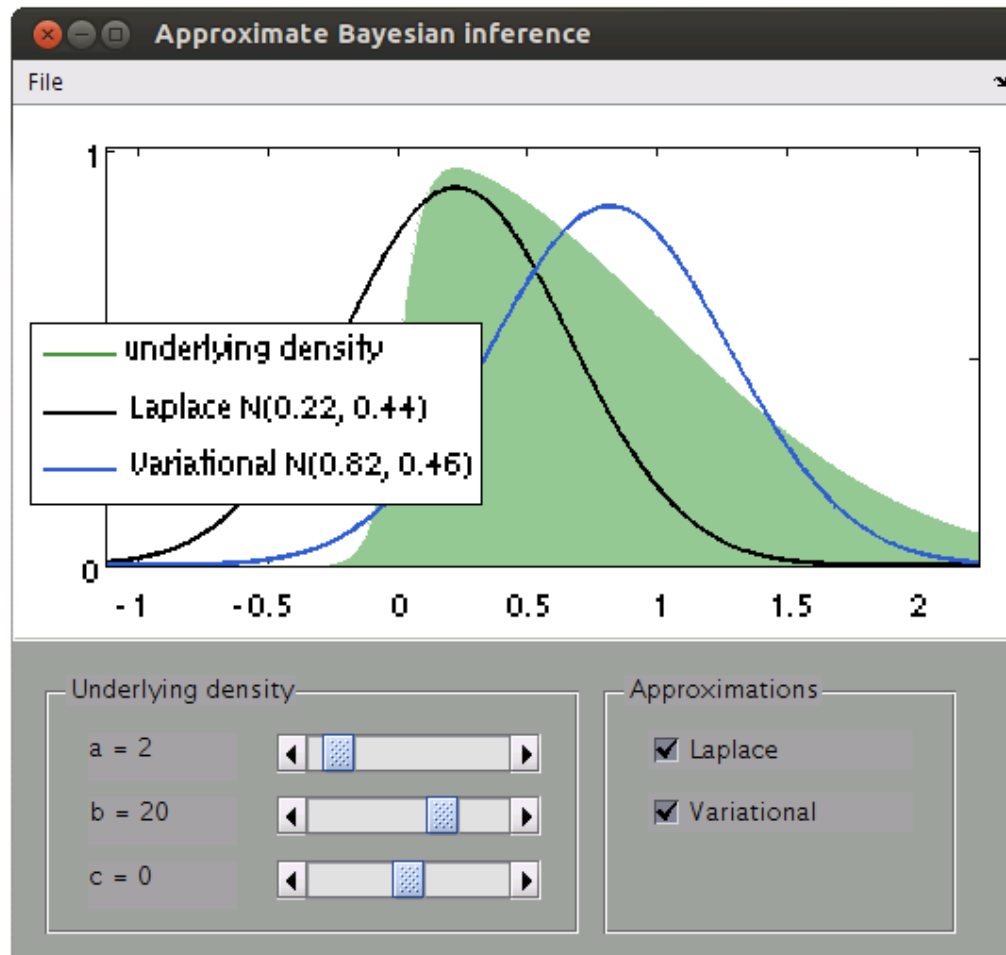 Approximate Bayesian inference
File
1
underlying density
Laplace N(0.22, 0.44)
Variational N(0.82, 0.46)
0
-1 -0.5 0 0.5 1 1.5 2
Underlying density
a = 2
b = 20
c = 0
Approximations
Laplace
Variational